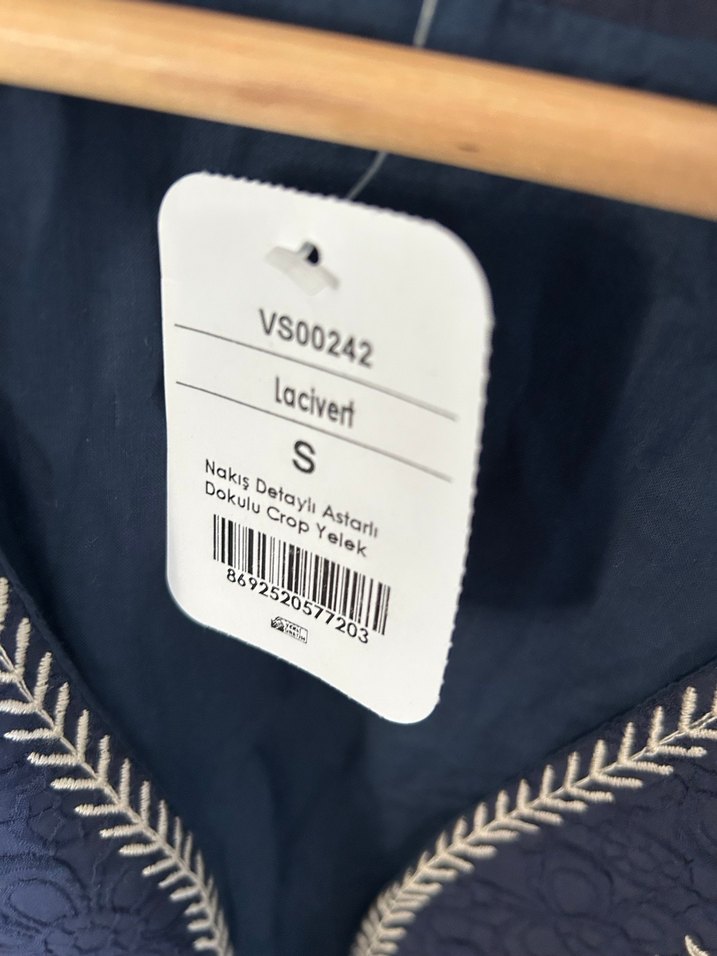 VS00242
Lacivert
S
Nakış Detaylı Astarlı
Dokulu Crop Yelek
8692520577203